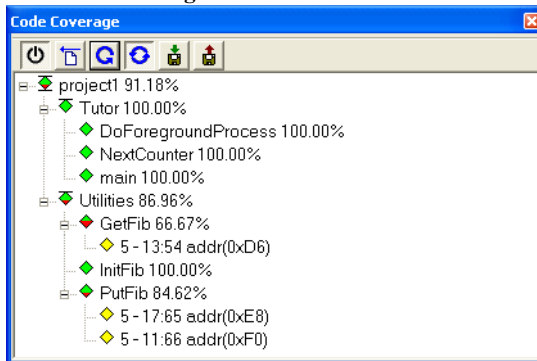 Code Coverage
project1 91.18%
Tutor 100.00%
DoForegroundProcess 100.00%
NextCounter 100.00%
main 100.00%
Utilities 86.96%
GetFib 66.67%
5 - 13:54 addr(0xD6)
InitFib 100.00%
PutFib 84.62%
5 - 17:65 addr(0xE8)
5 - 11:66 addr(0xF0)